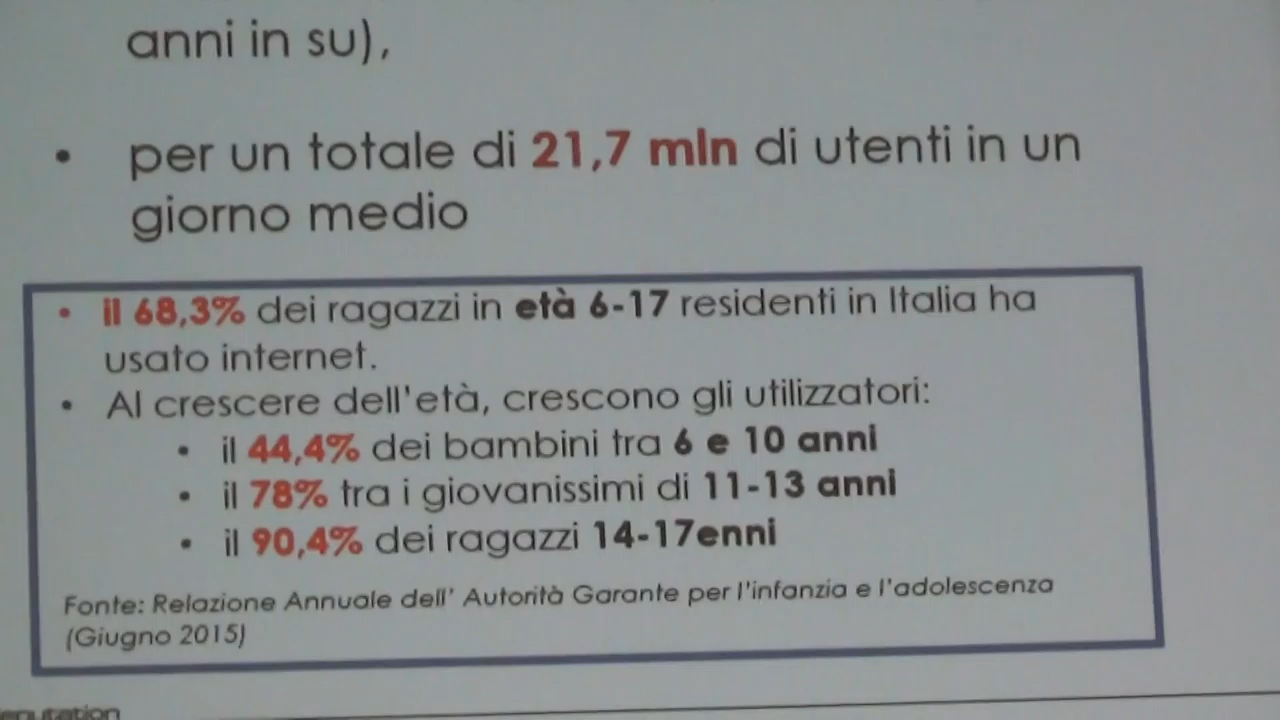 anni in su),
• per un totale di 21,7 mln di utenti in un
giorno medio
• il 68,3% dei ragazzi in età 6-17 residenti in Italia ha
usato internet.
• Al crescere dell'età, crescono gli utilizzatori:
• il 44,4% dei bambini tra 6 e 10 anni
• il 78% tra i giovanissimi di 11-13 anni
• il 90,4% dei ragazzi 14-17enni
Fonte: Relazione Annuale dell' Autorità Garante per l'infanzia e l'adolescenza
(Giugno 2015)